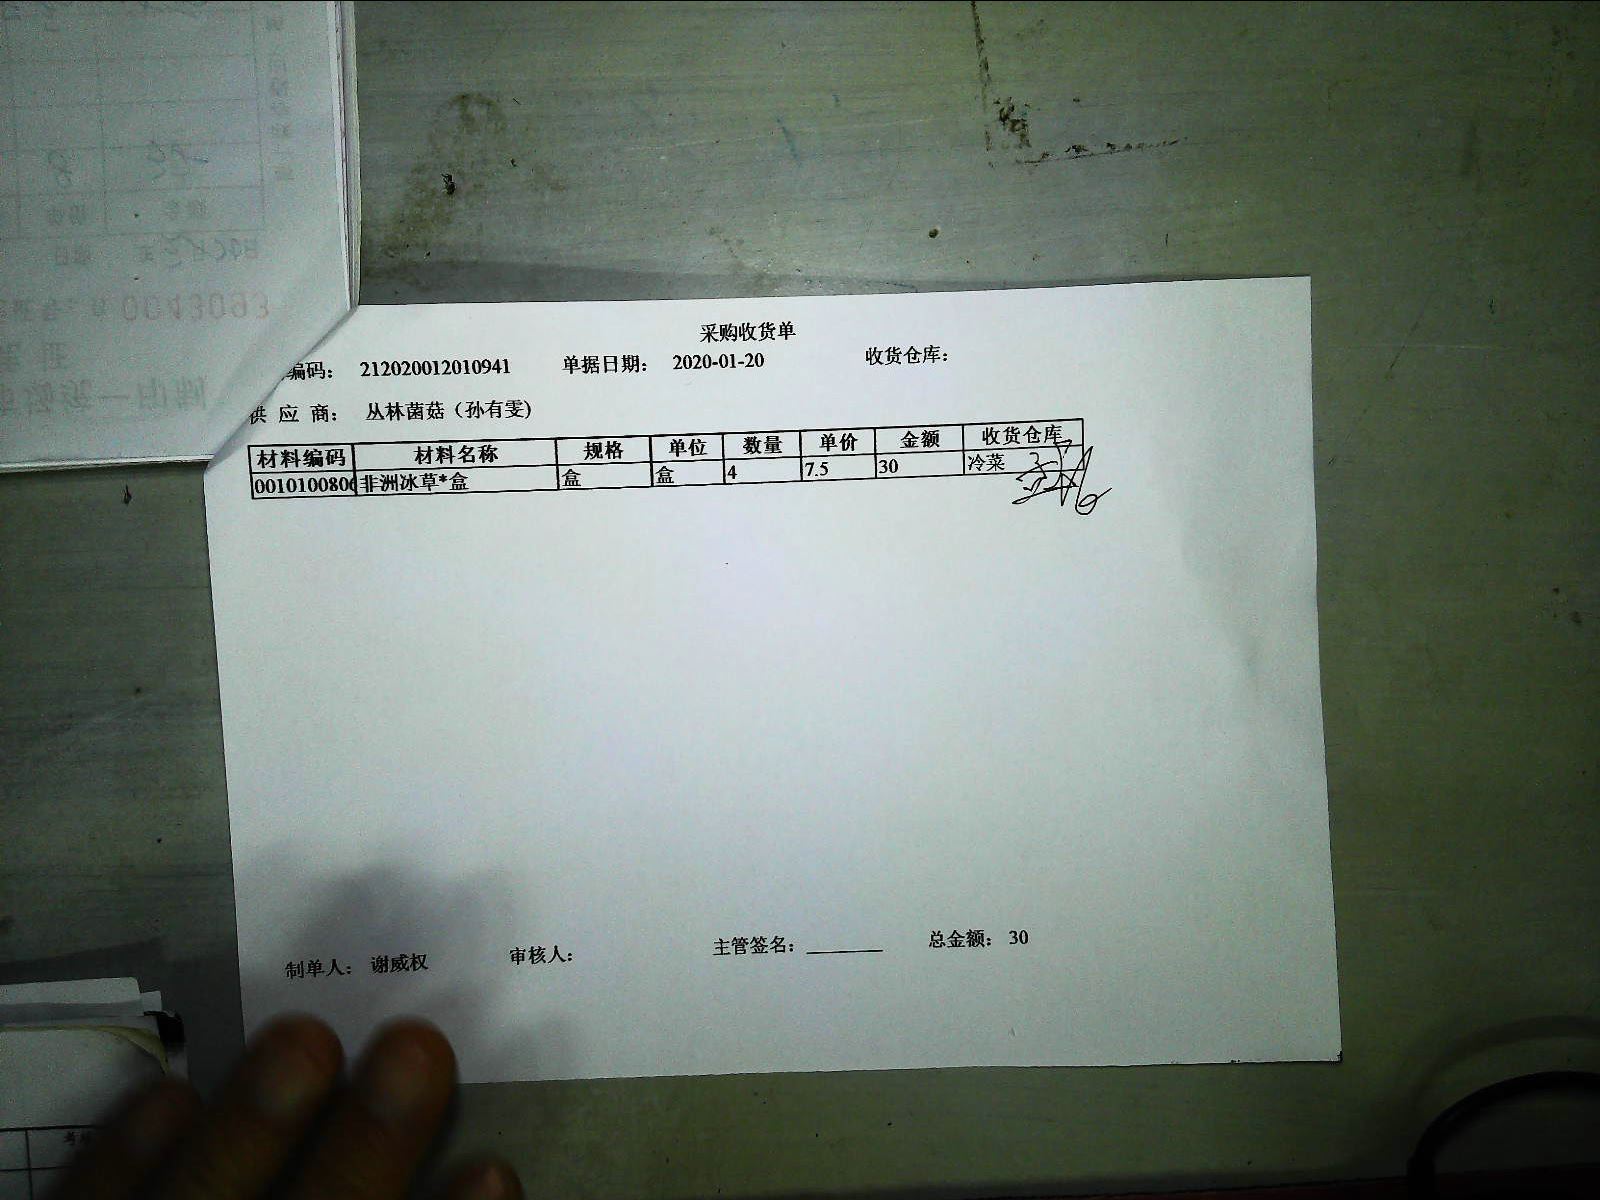 采购收货单
编码： 212020012010941 单据日期： 2020-01-20 收货仓库：
供 应 商： 丛林菌菇（孙有雯)
材料编码 材料名称 规格 单位 数量 单价 金额 收货仓库
0010100806 非洲冰草*盒 盒 盒 4 7.5 30 冷菜
制单人： 谢威权 审核人： 主管签名：________ 总金额： 30
0043093